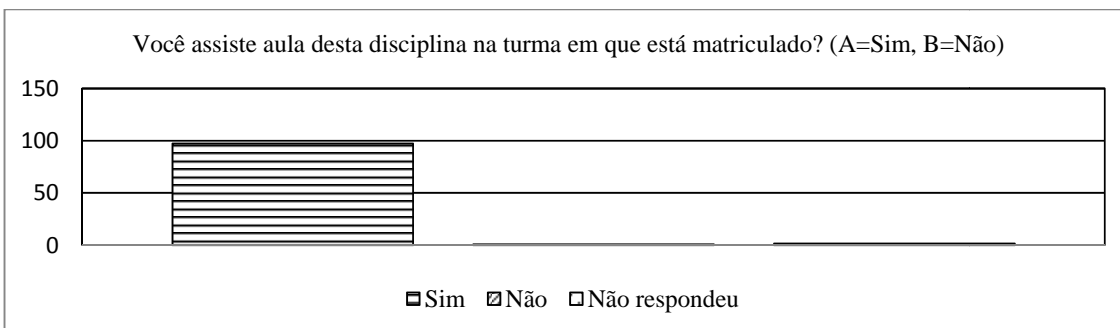 Você assiste aula desta disciplina na turma em que está matriculado? (A=Sim, B=Não)
150
100
50
0
Sim Não Não respondeu